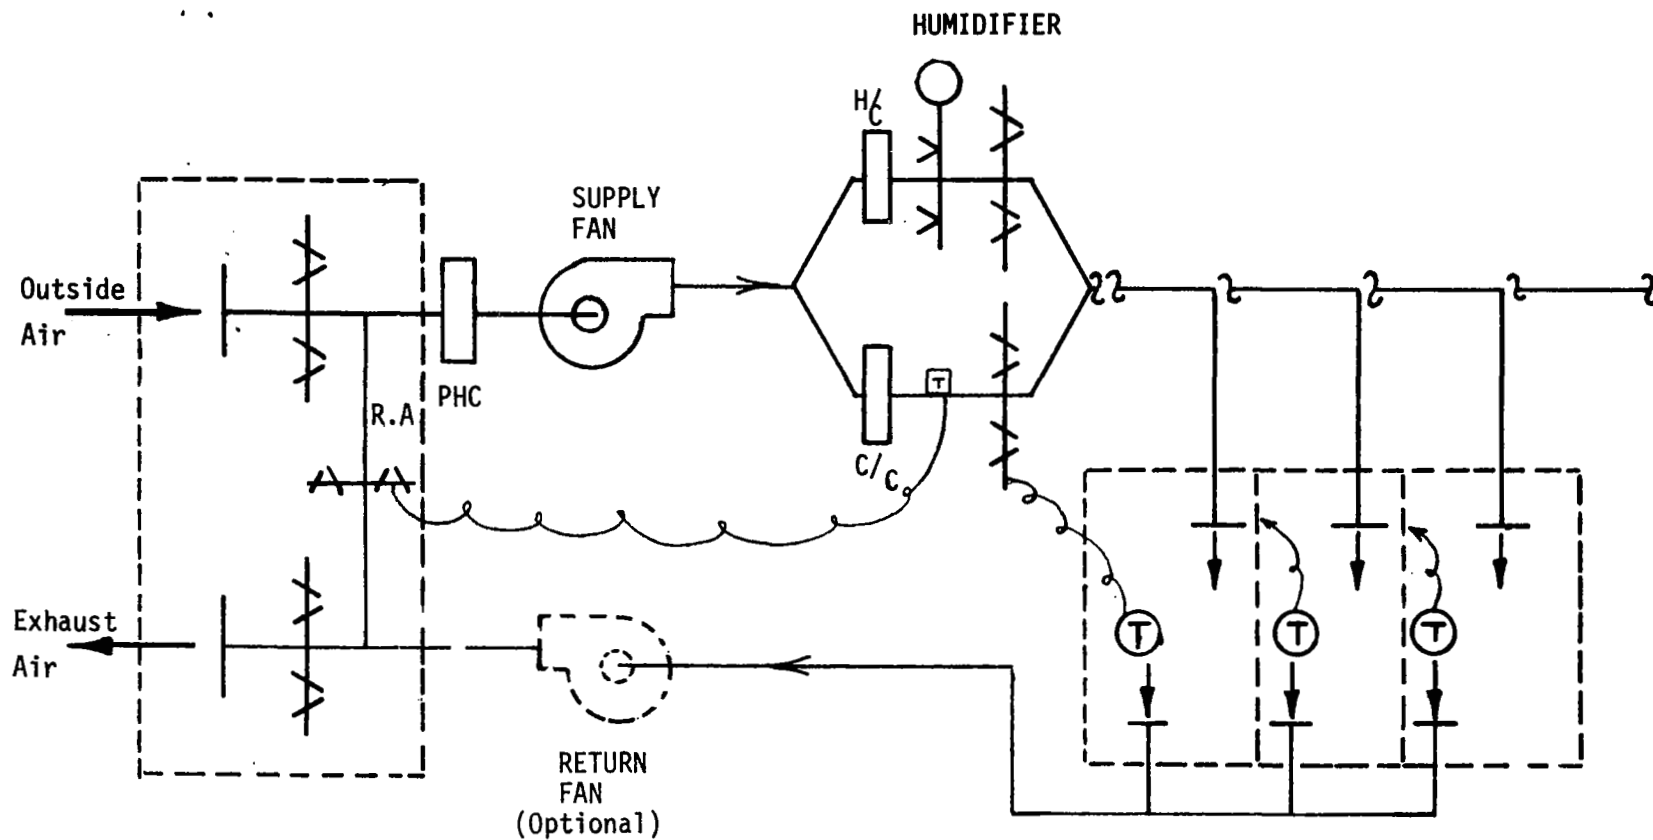 HUMIDIFIER
H/C
SUPPLY
FAN
Outside
Air
PHC
R.A
T
C/C
Exhaust
Air
T
T
T
RETURN
FAN
(Optional)